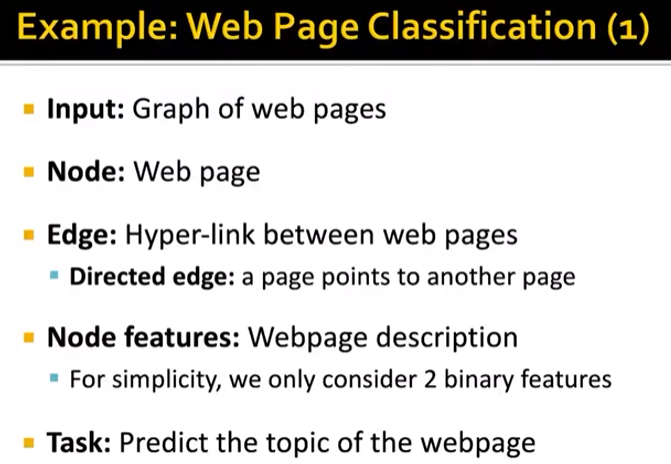 Example: Web Page Classification (1)
Input: Graph of web pages
Node: Web page
Edge: Hyper-link between web pages
Directed edge: a page points to another page
Node features: Webpage description
For simplicity, we only consider 2 binary features
Task: Predict the topic of the webpage